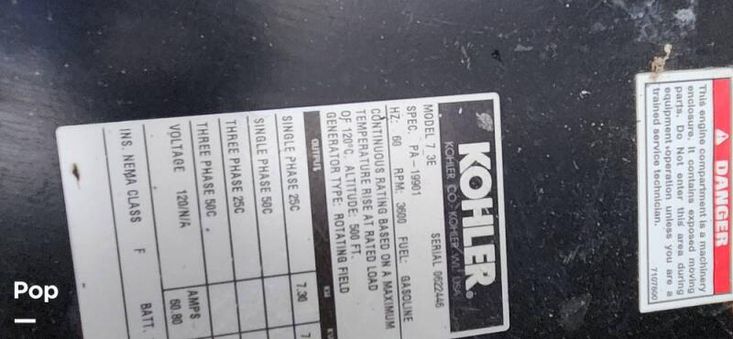 KOHLER.
KOHLER CO. KOHLER, WI. USA
MODEL 7 3E SERIAL 0622446
SPEC. PA-19901
HZ: 60 RPM: 3600 FUEL: GASOLINE
CONTINUOUS RATING BASED ON A MAXIMUM
TEMPERATURE RISE AT RATED LOAD
OF 120°C. ALTITUDE: 500 FT.
GENERATOR TYPE: ROTATING FIELD
OUTPUT KW
SINGLE PHASE 25C 7.30 7
SINGLE PHASE 50C
THREE PHASE 25C
THREE PHASE 50C
VOLTAGE 120/N/A AMPS 60.80
INS. NEMA CLASS F BATT.
DANGER
This engine compartment is a machinery
enclosure. It contains exposed moving
parts. Do Not enter this area during
equipment operation unless you are a
trained service technician.
7107600
Pop